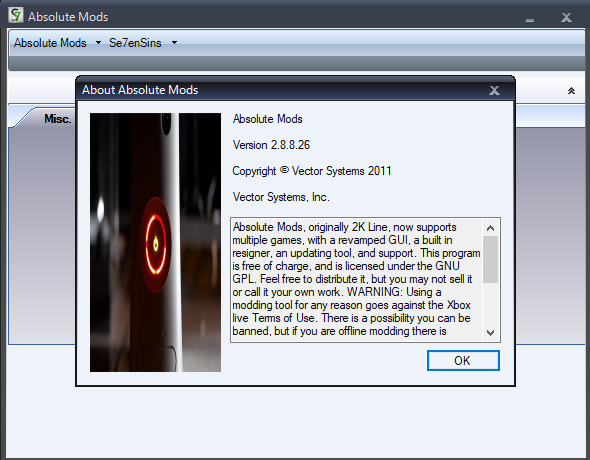 Absolute Mods
Absolute Mods Se7enSins
About Absolute Mods
Misc.
Absolute Mods
Version 2.8.8.26
Copyright © Vector Systems 2011
Vector Systems, Inc.
Absolute Mods, originally 2K Line, now supports
multiple games, with a revamped GUI, a built in
resigner, an updating tool, and support. This program
is free of charge, and is licensed under the GNU
GPL. Feel free to distribute it, but you may not sell it
or call it your own work. WARNING: Using a
modding tool for any reason goes against the Xbox
live Terms of Use. There is a possibility you can be
banned, but if you are offline modding there is
OK